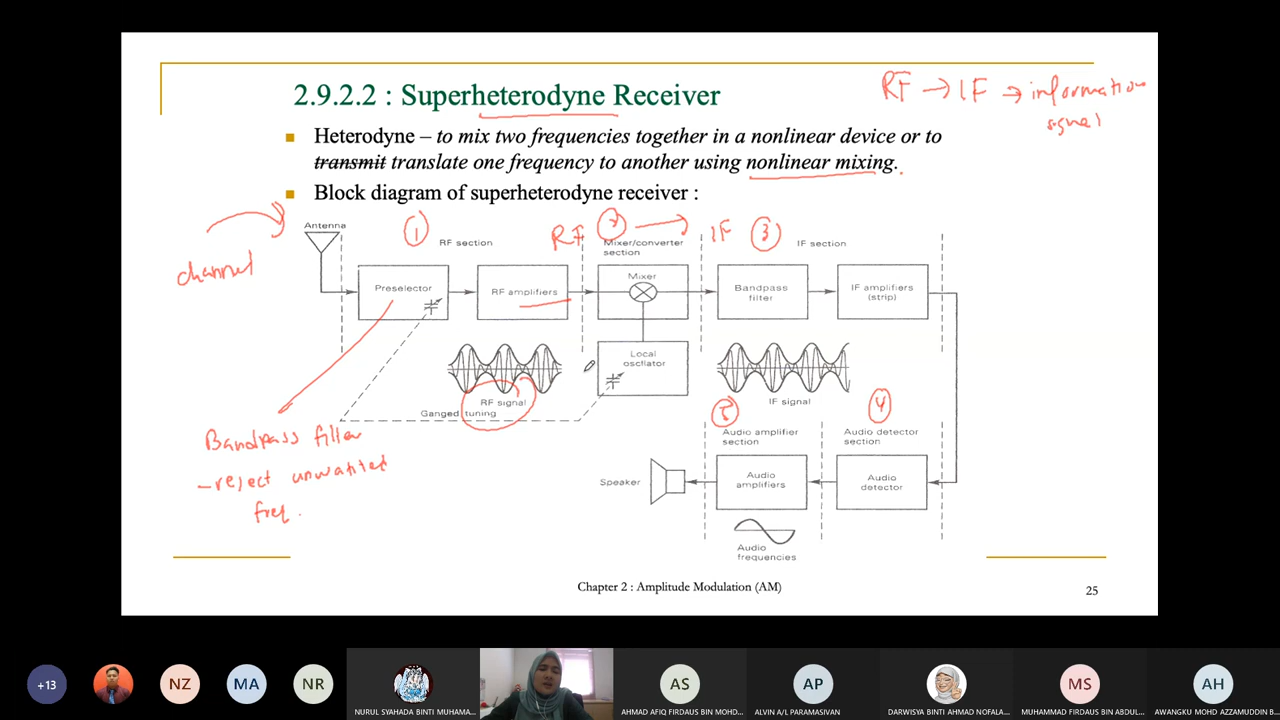 2.9.2.2 : Superheterodyne Receiver
RF → IF → information
signal
Heterodyne – to mix two frequencies together in a nonlinear device or to
transmit translate one frequency to another using nonlinear mixing.
Block diagram of superheterodyne receiver :
channel
Antenna
1
RF section
RF
2
Mixer/converter
section
IF
3
IF section
Preselector
RF amplifiers
Mixer
Bandpass
filter
IF amplifiers
(strip)
Local
oscllator
RF signal
Ganged tuning
IF signal
Bandpass filter
- reject unwanted
freq.
5
4
Audio amplifier
section
Audio detector
section
Speaker
Audio
amplifiers
Audio
detector
Audio
frequencies
Chapter 2 : Amplitude Modulation (AM)
25
+13
NZ
MA
NR
NURUL SYAHADA BINTI MUHAMA...
AS
AHMAD AFIQ FIRDAUS BIN MOHD...
AP
ALVIN A/L PARAMASIVAN
DARWISYA BINTI AHMAD NOFALA...
MS
MUHAMMAD FIRDAUS BIN ABDUL...
AH
AWANGKU MOHD AZZAMUDDIN B...